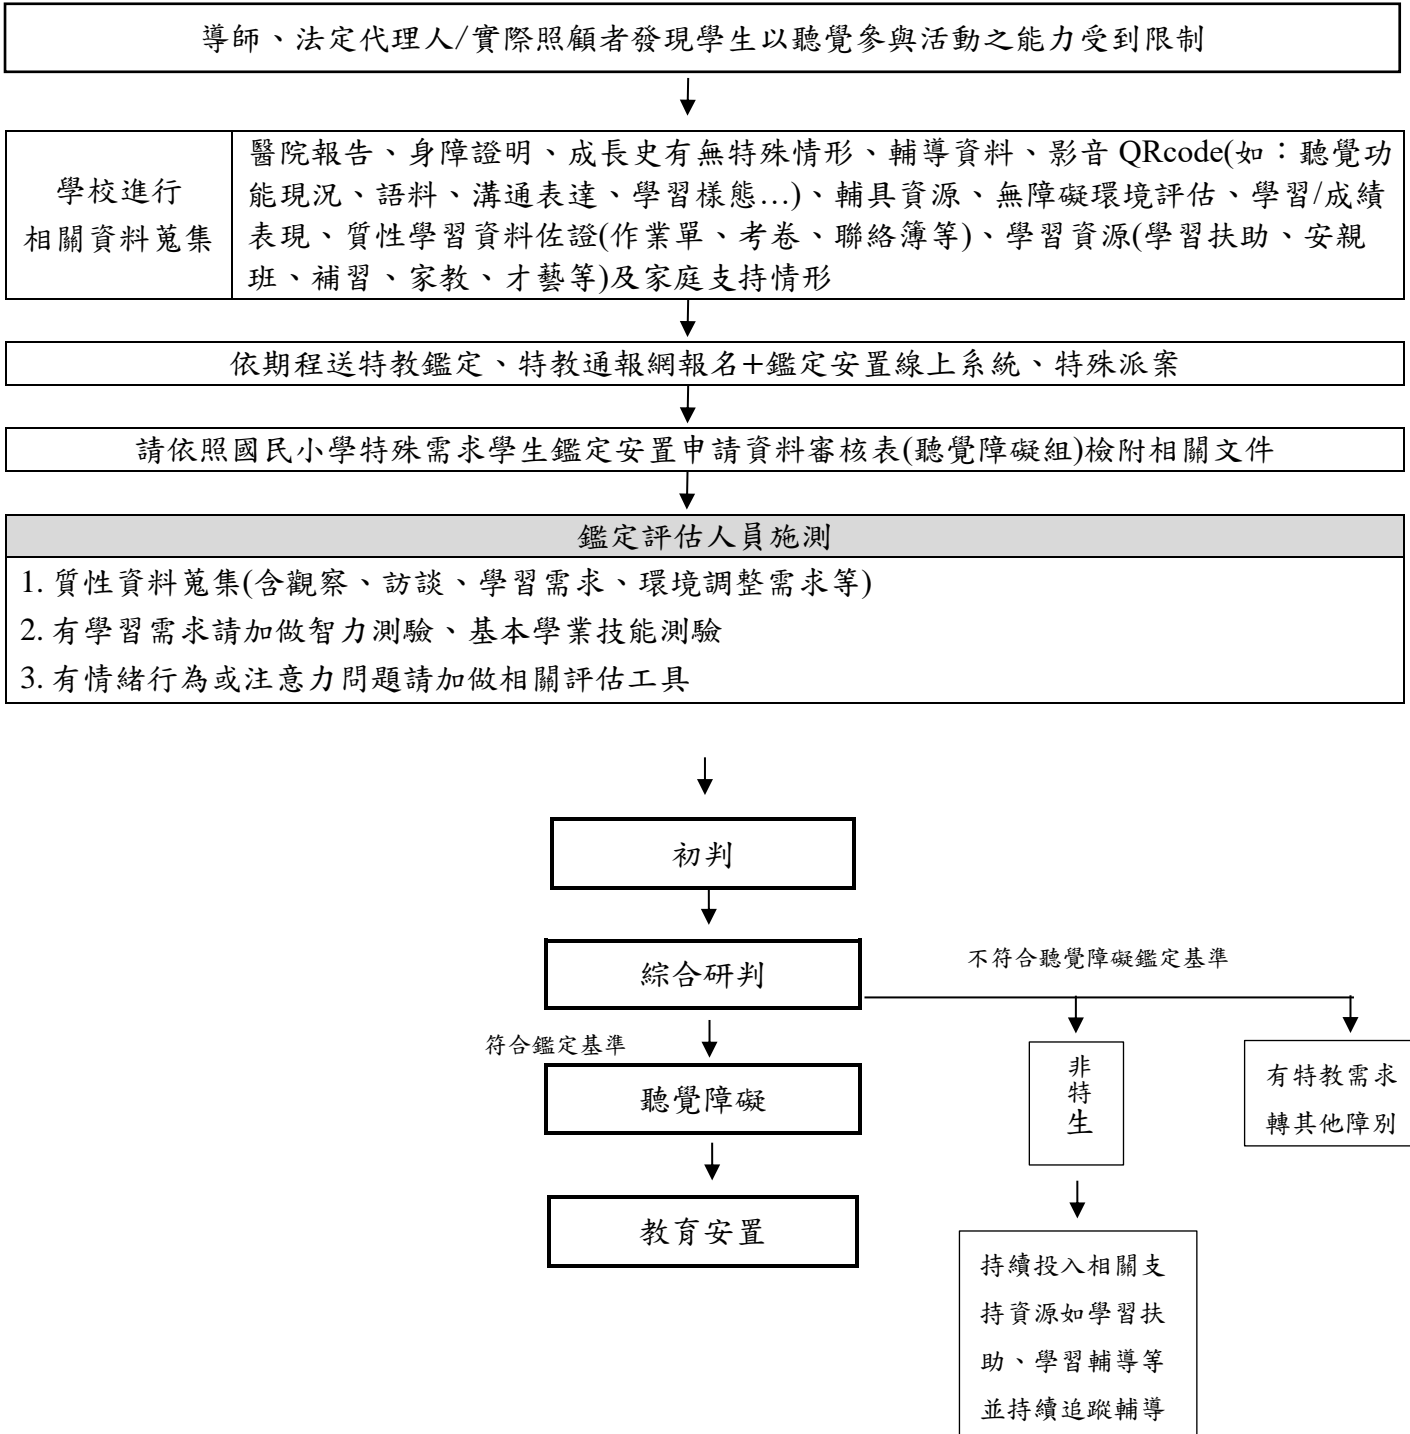 導師、法定代理人/實際照顧者發現學生以聽覺參與活動之能力受到限制
學校進行
相關資料蒐集
醫院報告、身障證明、成長史有無特殊情形、輔導資料、影音 QRcode(如：聽覺功
能現況、語料、溝通表達、學習樣態…)、輔具資源、無障礙環境評估、學習/成績
表現、質性學習資料佐證(作業單、考卷、聯絡簿等)、學習資源(學習扶助、安親
班、補習、家教、才藝等)及家庭支持情形
依期程送特教鑑定、特教通報網報名+鑑定安置線上系統、特殊派案
請依照國民小學特殊需求學生鑑定安置申請資料審核表(聽覺障礙組)檢附相關文件
鑑定評估人員施測
1. 質性資料蒐集(含觀察、訪談、學習需求、環境調整需求等)
2. 有學習需求請加做智力測驗、基本學業技能測驗
3. 有情緒行為或注意力問題請加做相關評估工具
初判
綜合研判
不符合聽覺障礙鑑定基準
符合鑑定基準
聽覺障礙
非特生
有特教需求
轉其他障別
教育安置
持續投入相關支
持資源如學習扶
助、學習輔導等
並持續追蹤輔導